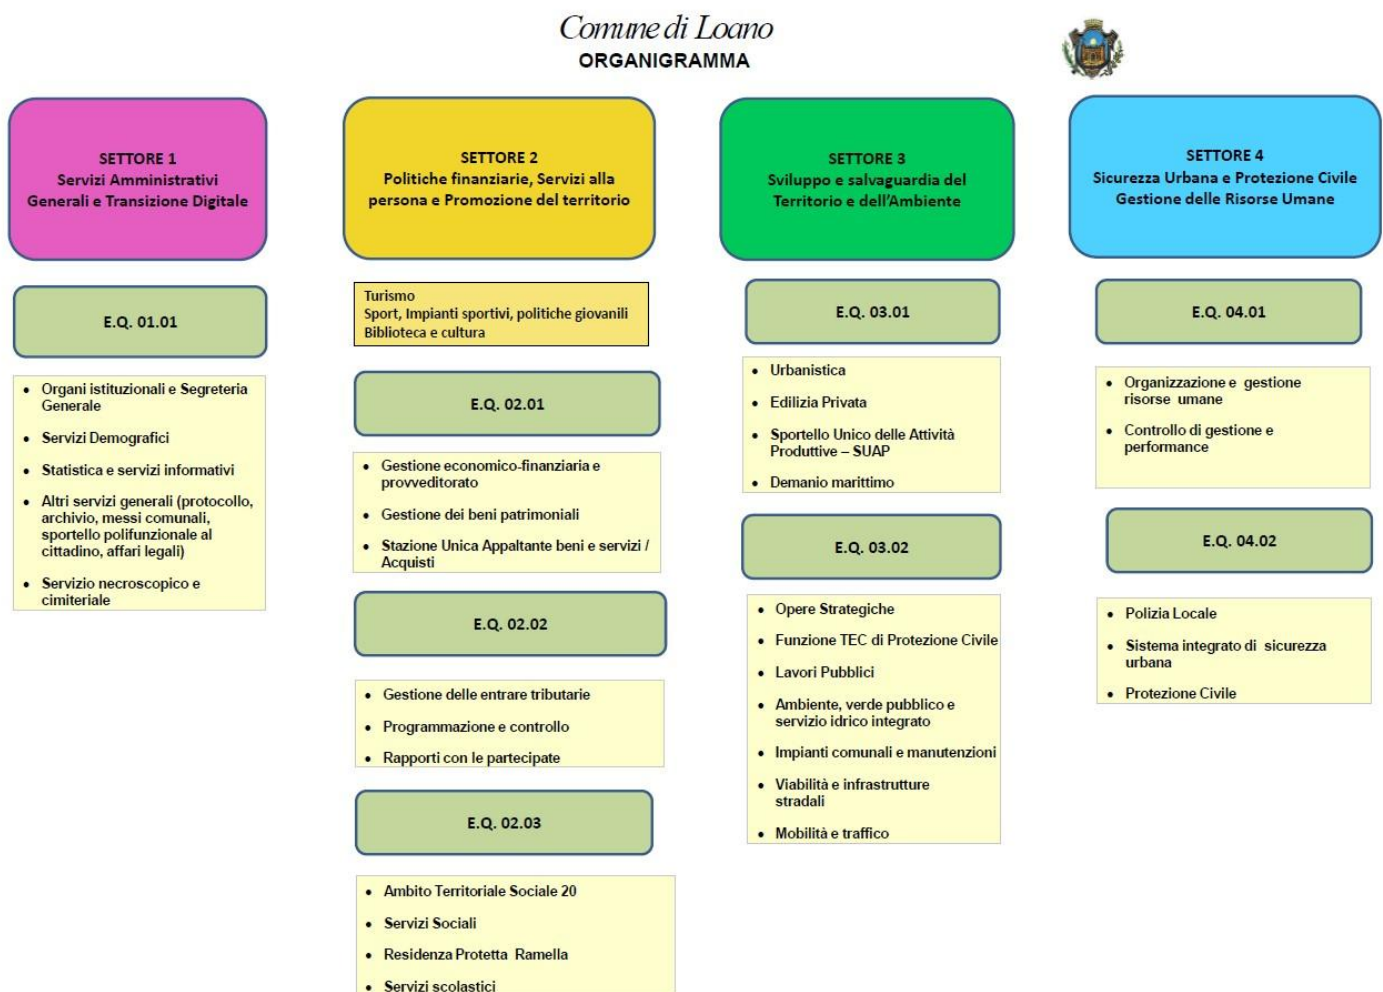 Comune di Loano
ORGANIGRAMMA
SETTORE 1
Servizi Amministrativi
Generali e Transizione Digitale
E.Q. 01.01
• Organi istituzionali e Segreteria
Generale
• Servizi Demografici
• Statistica e servizi informativi
• Altri servizi generali (protocollo,
archivio, messi comunali,
sportello polifunzionale al
cittadino, affari legali)
• Servizio necroscopico e
cimiteriale
SETTORE 2
Politiche finanziarie, Servizi alla
persona e Promozione del territorio
Turismo
Sport, Impianti sportivi, politiche giovanili
Biblioteca e cultura
E.Q. 02.01
• Gestione economico-finanziaria e
provveditorato
• Gestione dei beni patrimoniali
• Stazione Unica Appaltante beni e servizi /
Acquisti
E.Q. 02.02
• Gestione delle entrare tributarie
• Programmazione e controllo
• Rapporti con le partecipate
E.Q. 02.03
• Ambito Territoriale Sociale 20
• Servizi Sociali
• Residenza Protetta Ramella
• Servizi scolastici
SETTORE 3
Sviluppo e salvaguardia del
Territorio e dell'Ambiente
E.Q. 03.01
• Urbanistica
• Edilizia Privata
• Sportello Unico delle Attività
Produttive – SUAP
• Demanio marittimo
E.Q. 03.02
• Opere Strategiche
• Funzione TEC di Protezione Civile
• Lavori Pubblici
• Ambiente, verde pubblico e
servizio idrico integrato
• Impianti comunali e manutenzioni
• Viabilità e infrastrutture
stradali
• Mobilità e traffico
SETTORE 4
Sicurezza Urbana e Protezione Civile
Gestione delle Risorse Umane
E.Q. 04.01
• Organizzazione e gestione
risorse umane
• Controllo di gestione e
performance
E.Q. 04.02
• Polizia Locale
• Sistema integrato di sicurezza
urbana
• Protezione Civile